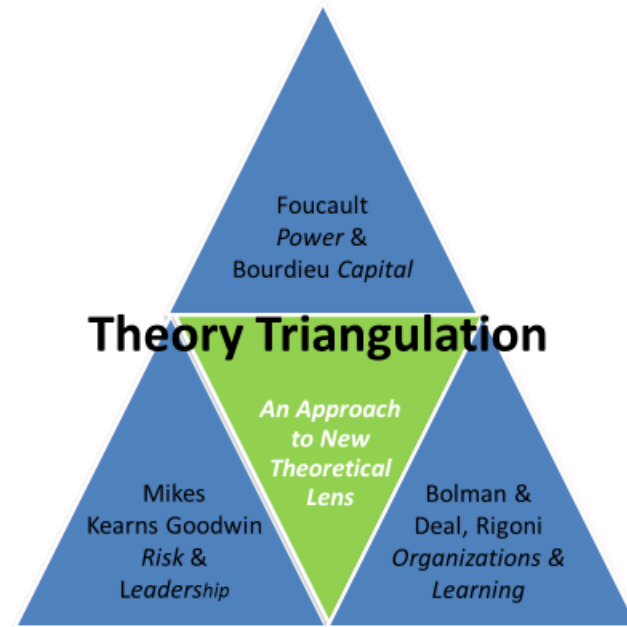 Foucault
Power &
Bourdieu Capital
Theory Triangulation
An Approach
to New
Theoretical
Lens
Mikes
Kearns Goodwin
Risk &
Leadership
Bolman &
Deal, Rigoni
Organizations &
Learning